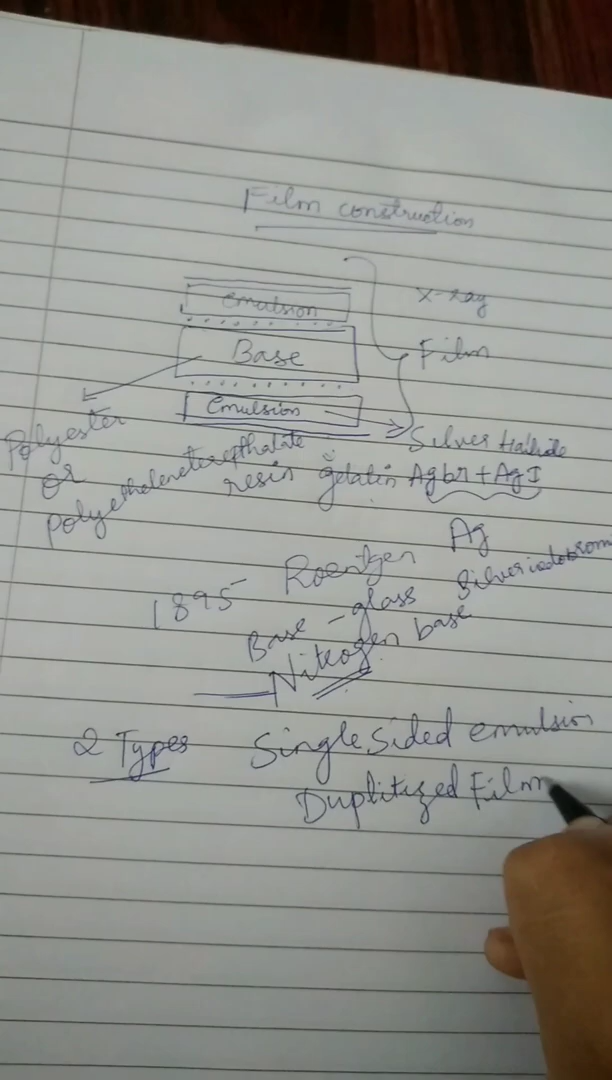 Film construction
emulsion
X-ray
Base
Film
Emulsion
Silver Halide
Polyester
or
polyetheleneterepthalate
resin
gelatin AgBr + AgI
Ag
1895 Roentgen
Base - glass
Nitrogen base
2 Types Single Sided emulsion
Duplitized Film